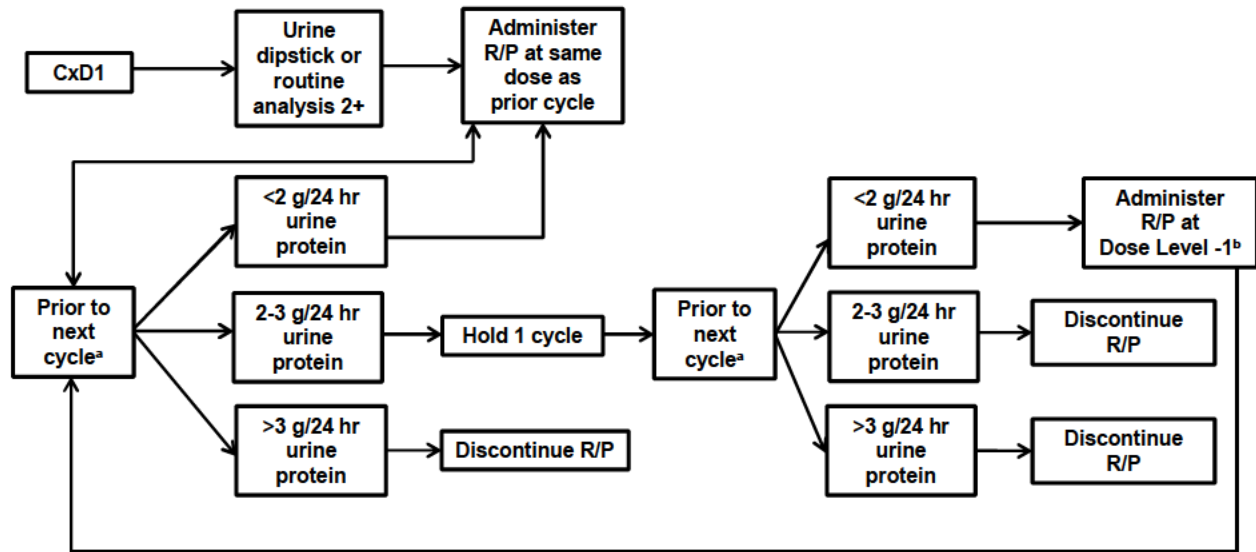 CxD1
Urine
dipstick or
routine
analysis 2+
Administer
R/P at same
dose as
prior cycle
<2 g/24 hr
urine
protein
Prior to
next
cycleᵃ
2-3 g/24 hr
urine
protein
Hold 1 cycle
>3 g/24 hr
urine
protein
Discontinue R/P
Prior to
next
cycleᵃ
<2 g/24 hr
urine
protein
Administer
R/P at
Dose Level -1ᵇ
2-3 g/24 hr
urine
protein
Discontinue
R/P
>3 g/24 hr
urine
protein
Discontinue
R/P